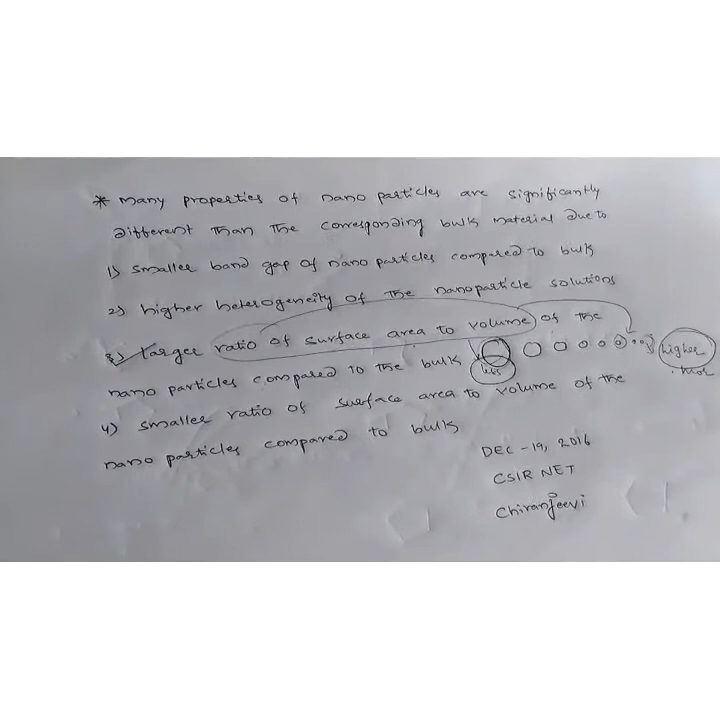 * Many properties of nano particles are significantly
different than the corresponding bulk material due to
1) smaller band gap of nano particles compared to bulk
2) higher heterogeneity of the nanoparticle solutions
3) larger ratio of surface area to volume of the
nano particles compared to the bulk
less
higher
4) smaller ratio of surface area to volume of the
nano particles compared to bulk
DEC - 19, 2016
CSIR NET
Chiranjeevi